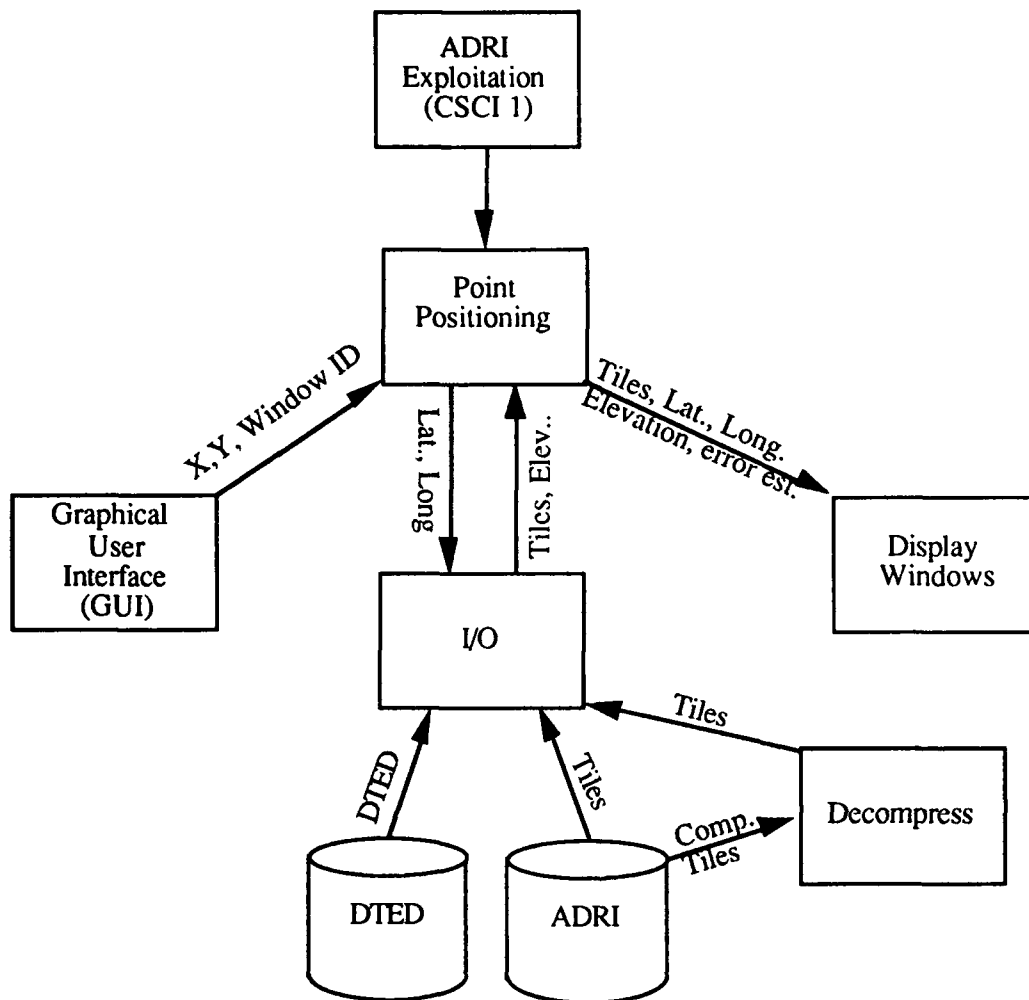 ADRI
Exploitation
(CSCI 1)
Point
Positioning
X,Y, Window ID
Lat., Long
Tiles, Elev..
Tiles, Lat., Long.
Elevation, error est.
Graphical
User
Interface
(GUI)
Display
Windows
I/O
Tiles
DTED
Tiles
Comp.
Tiles
Decompress
DTED
ADRI